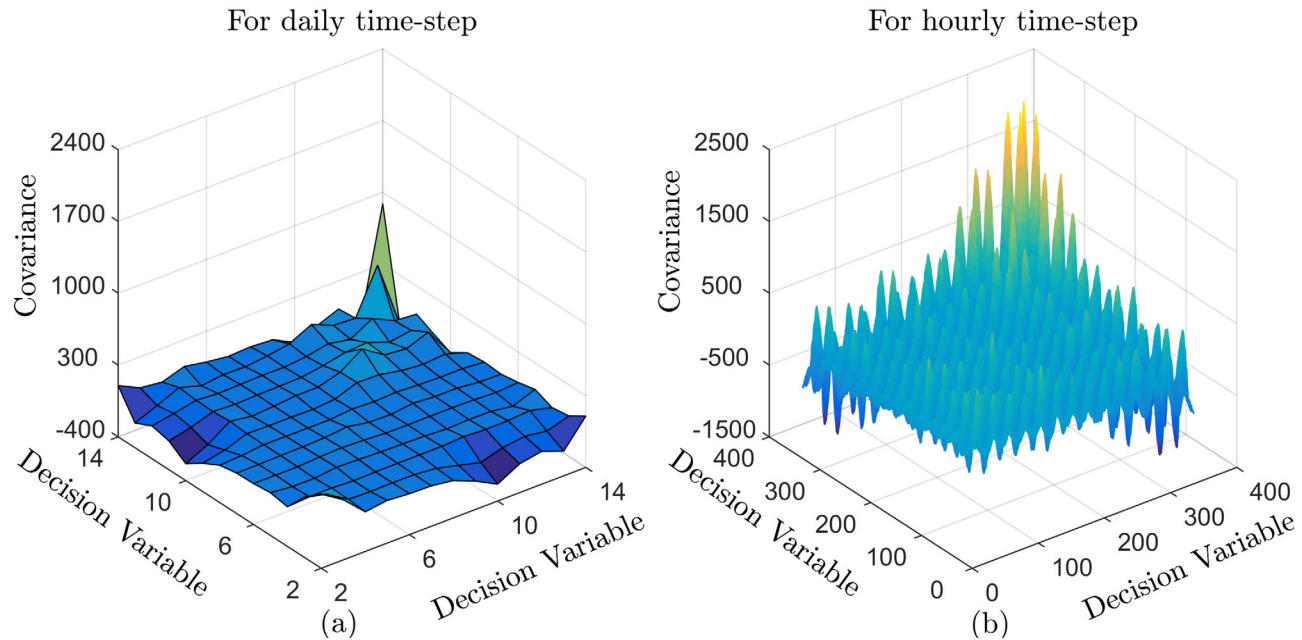 For daily time-step
2400
1700
1000
300
-400
Covariance
14
10
6
2
Decision Variable
2
6
10
14
Decision Variable
(a)
For hourly time-step
2500
1500
500
-500
-1500
Covariance
400
300
200
100
0
Decision Variable
0
100
200
300
400
Decision Variable
(b)